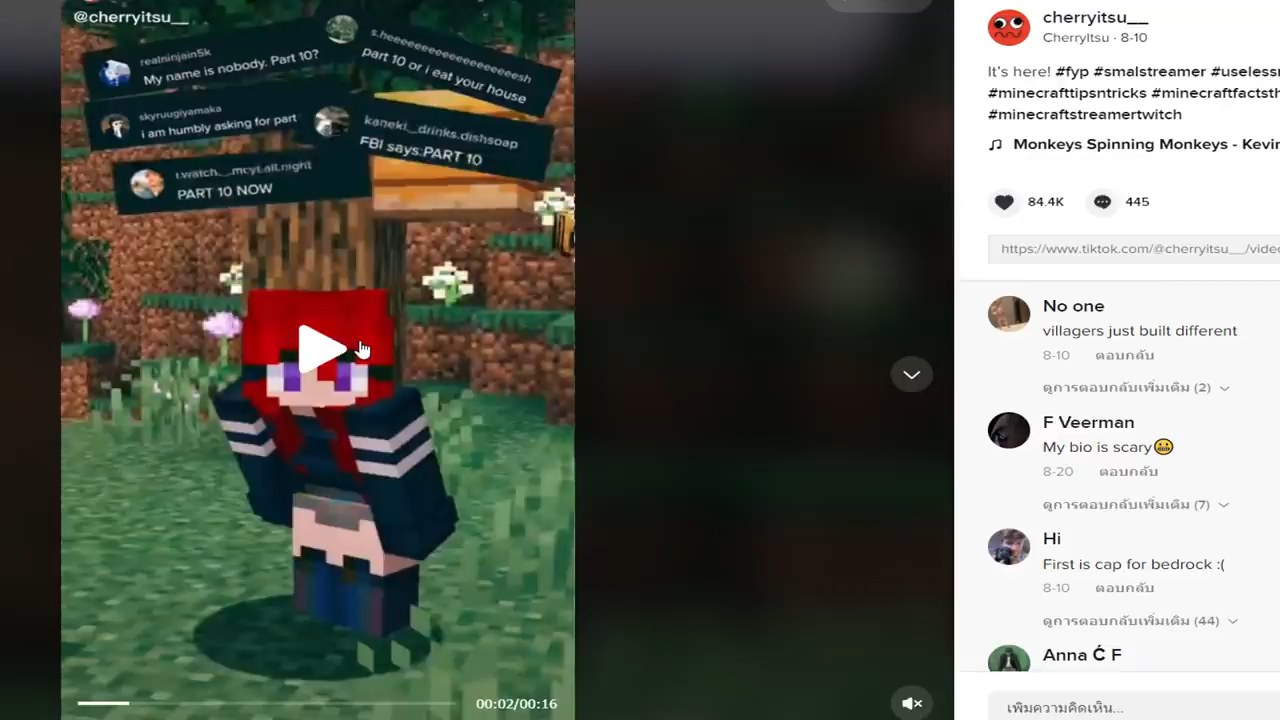 @cherryitsu__
realninjain5k
My name is nobody. Part 10?
s.heeeeeeeeeeeeeeeesh
part 10 or i eat your house
skyruugiyamaka
i am humbly asking for part
kaneki_drinks.dishsoap
FBI says:PART 10
PART 10 NOW
00:02/00:16
cherryitsu__
CherryItsu · 8-10
It's here! #fyp #smalstreamer #useless
#minecrafttipsntricks #minecraftfactsth
#minecraftstreamertwitch
♫ Monkeys Spinning Monkeys - Kevin
84.4K
445
https://www.tiktok.com/@cherryitsu__/video
No one
villagers just built different
8-10 ตอบกลับ
ดูการตอบกลับเพิ่มเติม (2)
F Veerman
My bio is scary😬
8-20 ตอบกลับ
ดูการตอบกลับเพิ่มเติม (7)
Hi
First is cap for bedrock :(
8-10 ตอบกลับ
ดูการตอบกลับเพิ่มเติม (44)
Anna Ć F
เพิ่มความคิดเห็น...